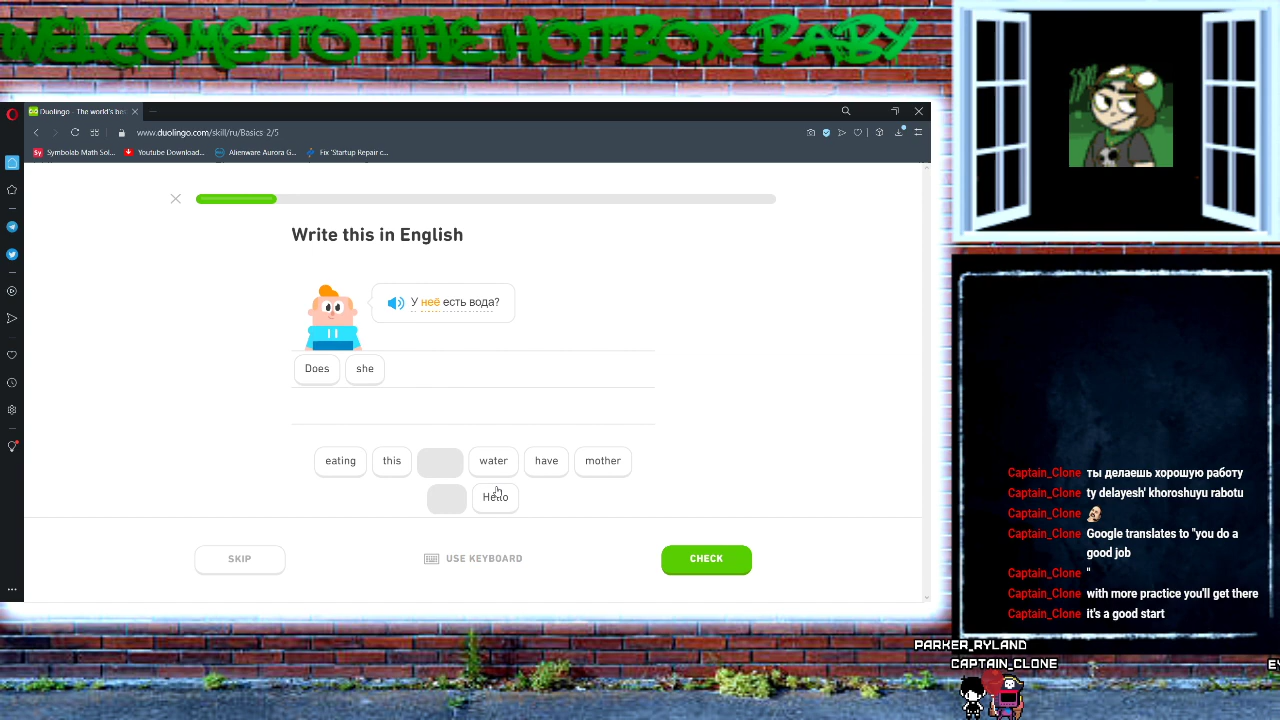 WELCOME TO THE HOTBOX BABY
Duolingo - The world's be
www.duolingo.com/skill/ru/Basics 2/5
Sy Symbolab Math Sol...
Youtube Download...
Alienware Aurora G...
Fix 'Startup Repair c...
Write this in English
У неё есть вода?
Does she
eating this water have mother
Hello
SKIP
USE KEYBOARD
CHECK
Captain_Clone ты делаешь хорошую работу
Captain_Clone ty delayesh' khoroshuyu rabotu
Captain_Clone
Captain_Clone Google translates to "you do a
good job
Captain_Clone "
Captain_Clone with more practice you'll get there
Captain_Clone it's a good start
PARKER_RYLAND
CAPTAIN_CLONE